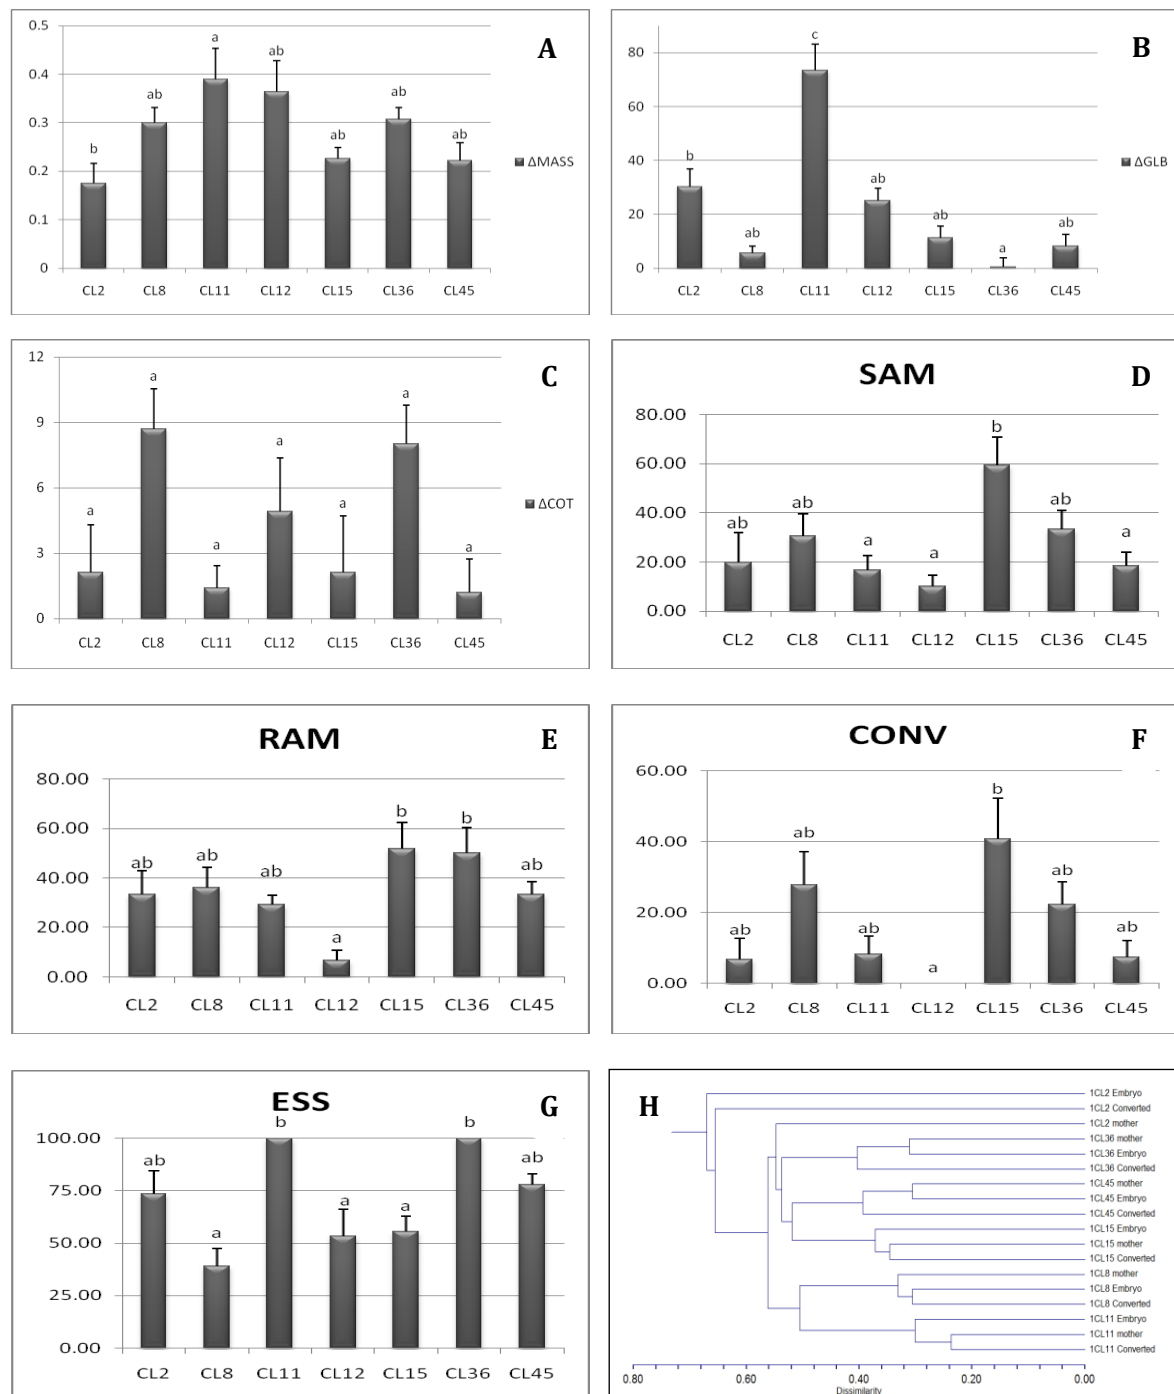 A
0.5
0.4
0.3
0.2
0.1
0
b
ab
a
ab
ab
ab
ab
ΔMASS
CL2 CL8 CL11 CL12 CL15 CL36 CL45
B
80
60
40
20
0
b
ab
c
ab
ab
a
ab
ΔGLB
CL2 CL8 CL11 CL12 CL15 CL36 CL45
C
12
9
6
3
0
a
a
a
a
a
a
a
ΔCOT
CL2 CL8 CL11 CL12 CL15 CL36 CL45
SAM
D
80.00
60.00
40.00
20.00
0.00
ab
ab
a
a
b
ab
a
CL2 CL8 CL11 CL12 CL15 CL36 CL45
RAM
E
80.00
60.00
40.00
20.00
0.00
ab
ab
ab
a
b
b
ab
CL2 CL8 CL11 CL12 CL15 CL36 CL45
CONV
F
60.00
40.00
20.00
0.00
ab
ab
ab
a
b
ab
ab
CL2 CL8 CL11 CL12 CL15 CL36 CL45
ESS
G
100.00
75.00
50.00
25.00
0.00
ab
a
b
a
a
b
ab
CL2 CL8 CL11 CL12 CL15 CL36 CL45
H
1CL2 Embryo
1CL2 Converted
1CL2 mother
1CL36 mother
1CL36 Embryo
1CL36 Converted
1CL45 mother
1CL45 Embryo
1CL45 Converted
1CL15 Embryo
1CL15 mother
1CL15 Converted
1CL8 mother
1CL8 Embryo
1CL8 Converted
1CL11 Embryo
1CL11 mother
1CL11 Converted
0.80 0.60 0.40 0.20 0.00
Dissimilarity